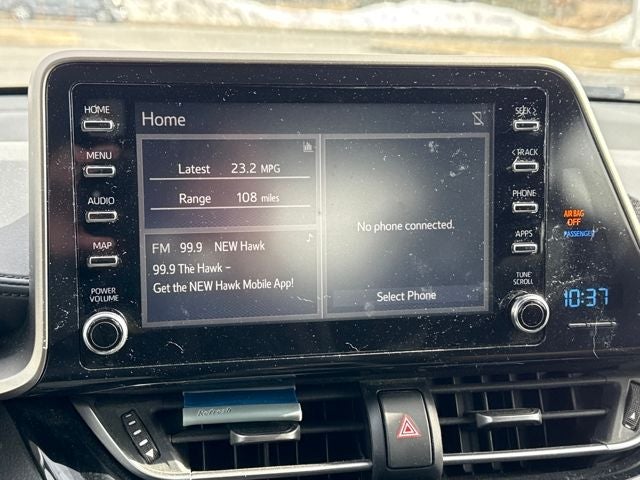 HOME
MENU
AUDIO
MAP
POWER
VOLUME
Home
Latest 23.2 MPG
Range 108 miles
FM 99.9 NEW Hawk
99.9 The Hawk –
Get the NEW Hawk Mobile App!
No phone connected.
Select Phone
SEEK >
< TRACK
PHONE
APPS
TUNE
SCROLL
AIR BAG
OFF
PASSENGER
10:37